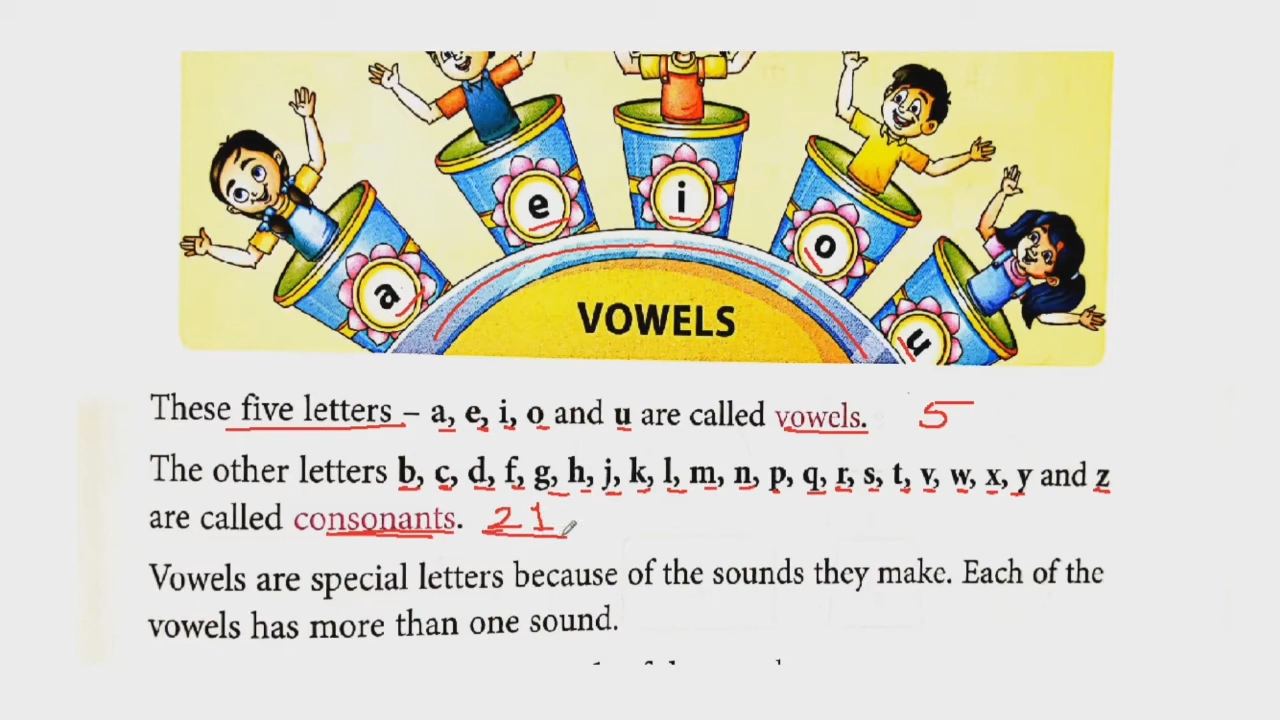 a
e
i
o
u
VOWELS
These five letters – a, e, i, o and u are called vowels. 5
The other letters b, c, d, f, g, h, j, k, l, m, n, p, q, r, s, t, v, w, x, y and z
are called consonants. 21
Vowels are special letters because of the sounds they make. Each of the
vowels has more than one sound.